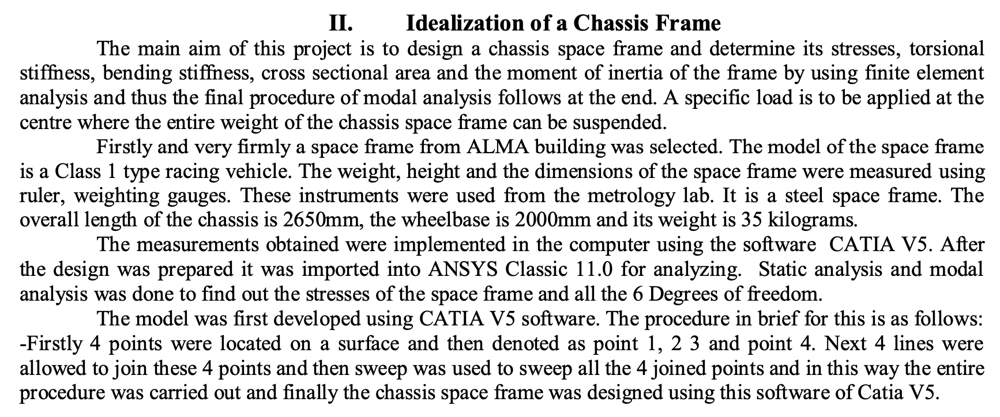 II. Idealization of a Chassis Frame
The main aim of this project is to design a chassis space frame and determine its stresses, torsional
stiffness, bending stiffness, cross sectional area and the moment of inertia of the frame by using finite element
analysis and thus the final procedure of modal analysis follows at the end. A specific load is to be applied at the
centre where the entire weight of the chassis space frame can be suspended.
Firstly and very firmly a space frame from ALMA building was selected. The model of the space frame
is a Class 1 type racing vehicle. The weight, height and the dimensions of the space frame were measured using
ruler, weighting gauges. These instruments were used from the metrology lab. It is a steel space frame. The
overall length of the chassis is 2650mm, the wheelbase is 2000mm and its weight is 35 kilograms.
The measurements obtained were implemented in the computer using the software CATIA V5. After
the design was prepared it was imported into ANSYS Classic 11.0 for analyzing. Static analysis and modal
analysis was done to find out the stresses of the space frame and all the 6 Degrees of freedom.
The model was first developed using CATIA V5 software. The procedure in brief for this is as follows:
-Firstly 4 points were located on a surface and then denoted as point 1, 2 3 and point 4. Next 4 lines were
allowed to join these 4 points and then sweep was used to sweep all the 4 joined points and in this way the entire
procedure was carried out and finally the chassis space frame was designed using this software of Catia V5.